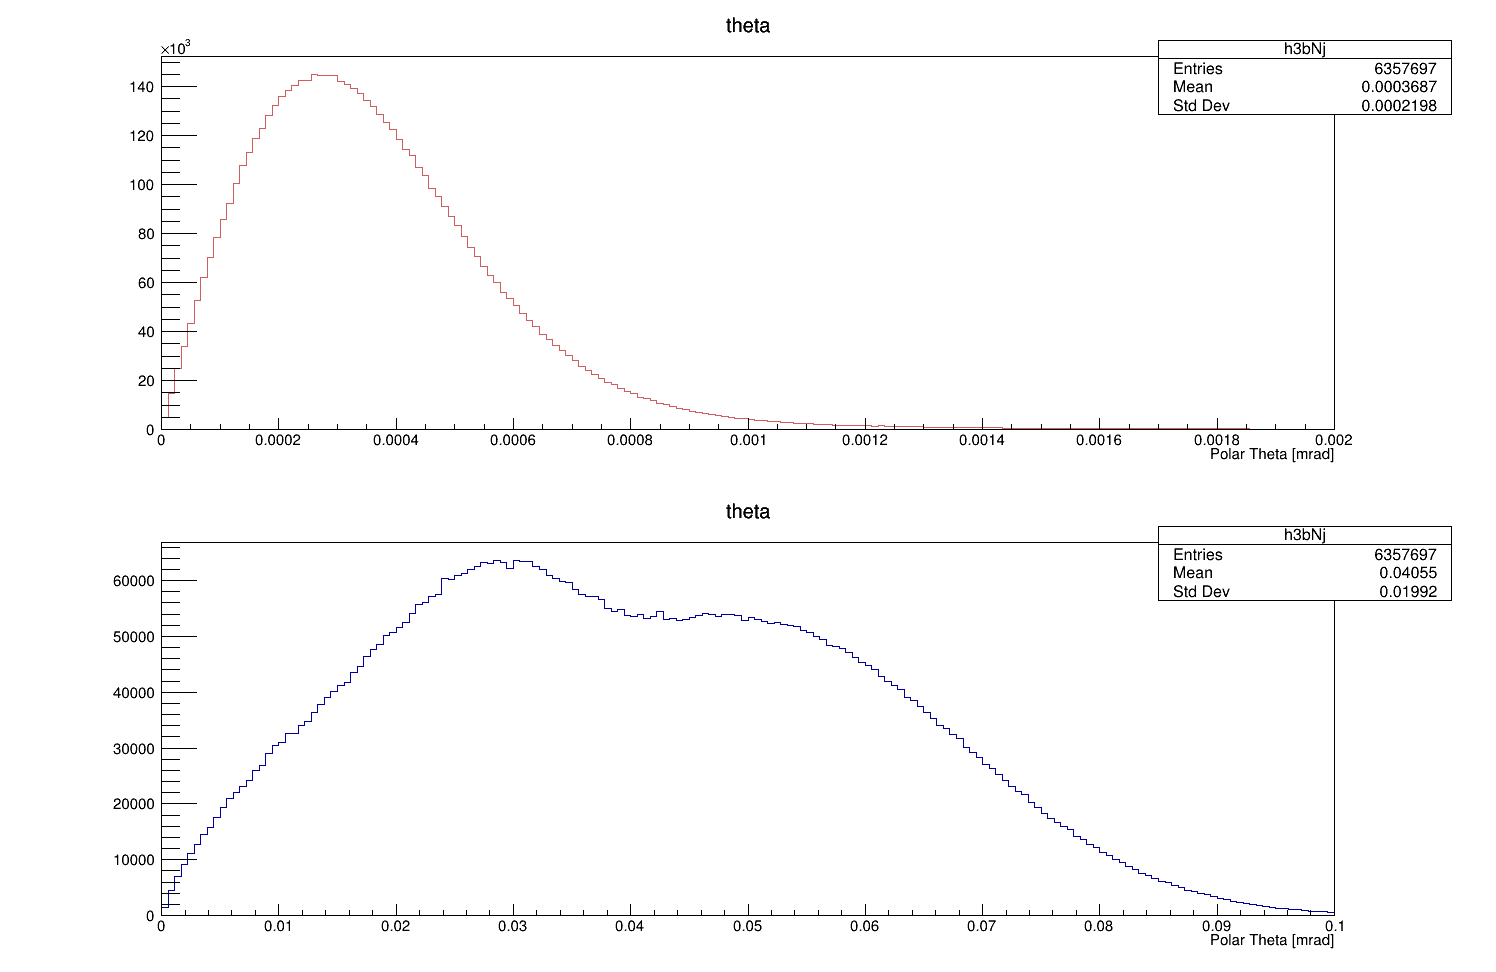 theta
×10³
h3bNj
Entries 6357697
Mean 0.0003687
Std Dev 0.0002198
140
120
100
80
60
40
20
0
0 0.0002 0.0004 0.0006 0.0008 0.001 0.0012 0.0014 0.0016 0.0018 0.002
Polar Theta [mrad]
theta
h3bNj
Entries 6357697
Mean 0.04055
Std Dev 0.01992
60000
50000
40000
30000
20000
10000
0
0 0.01 0.02 0.03 0.04 0.05 0.06 0.07 0.08 0.09 0.1
Polar Theta [mrad]